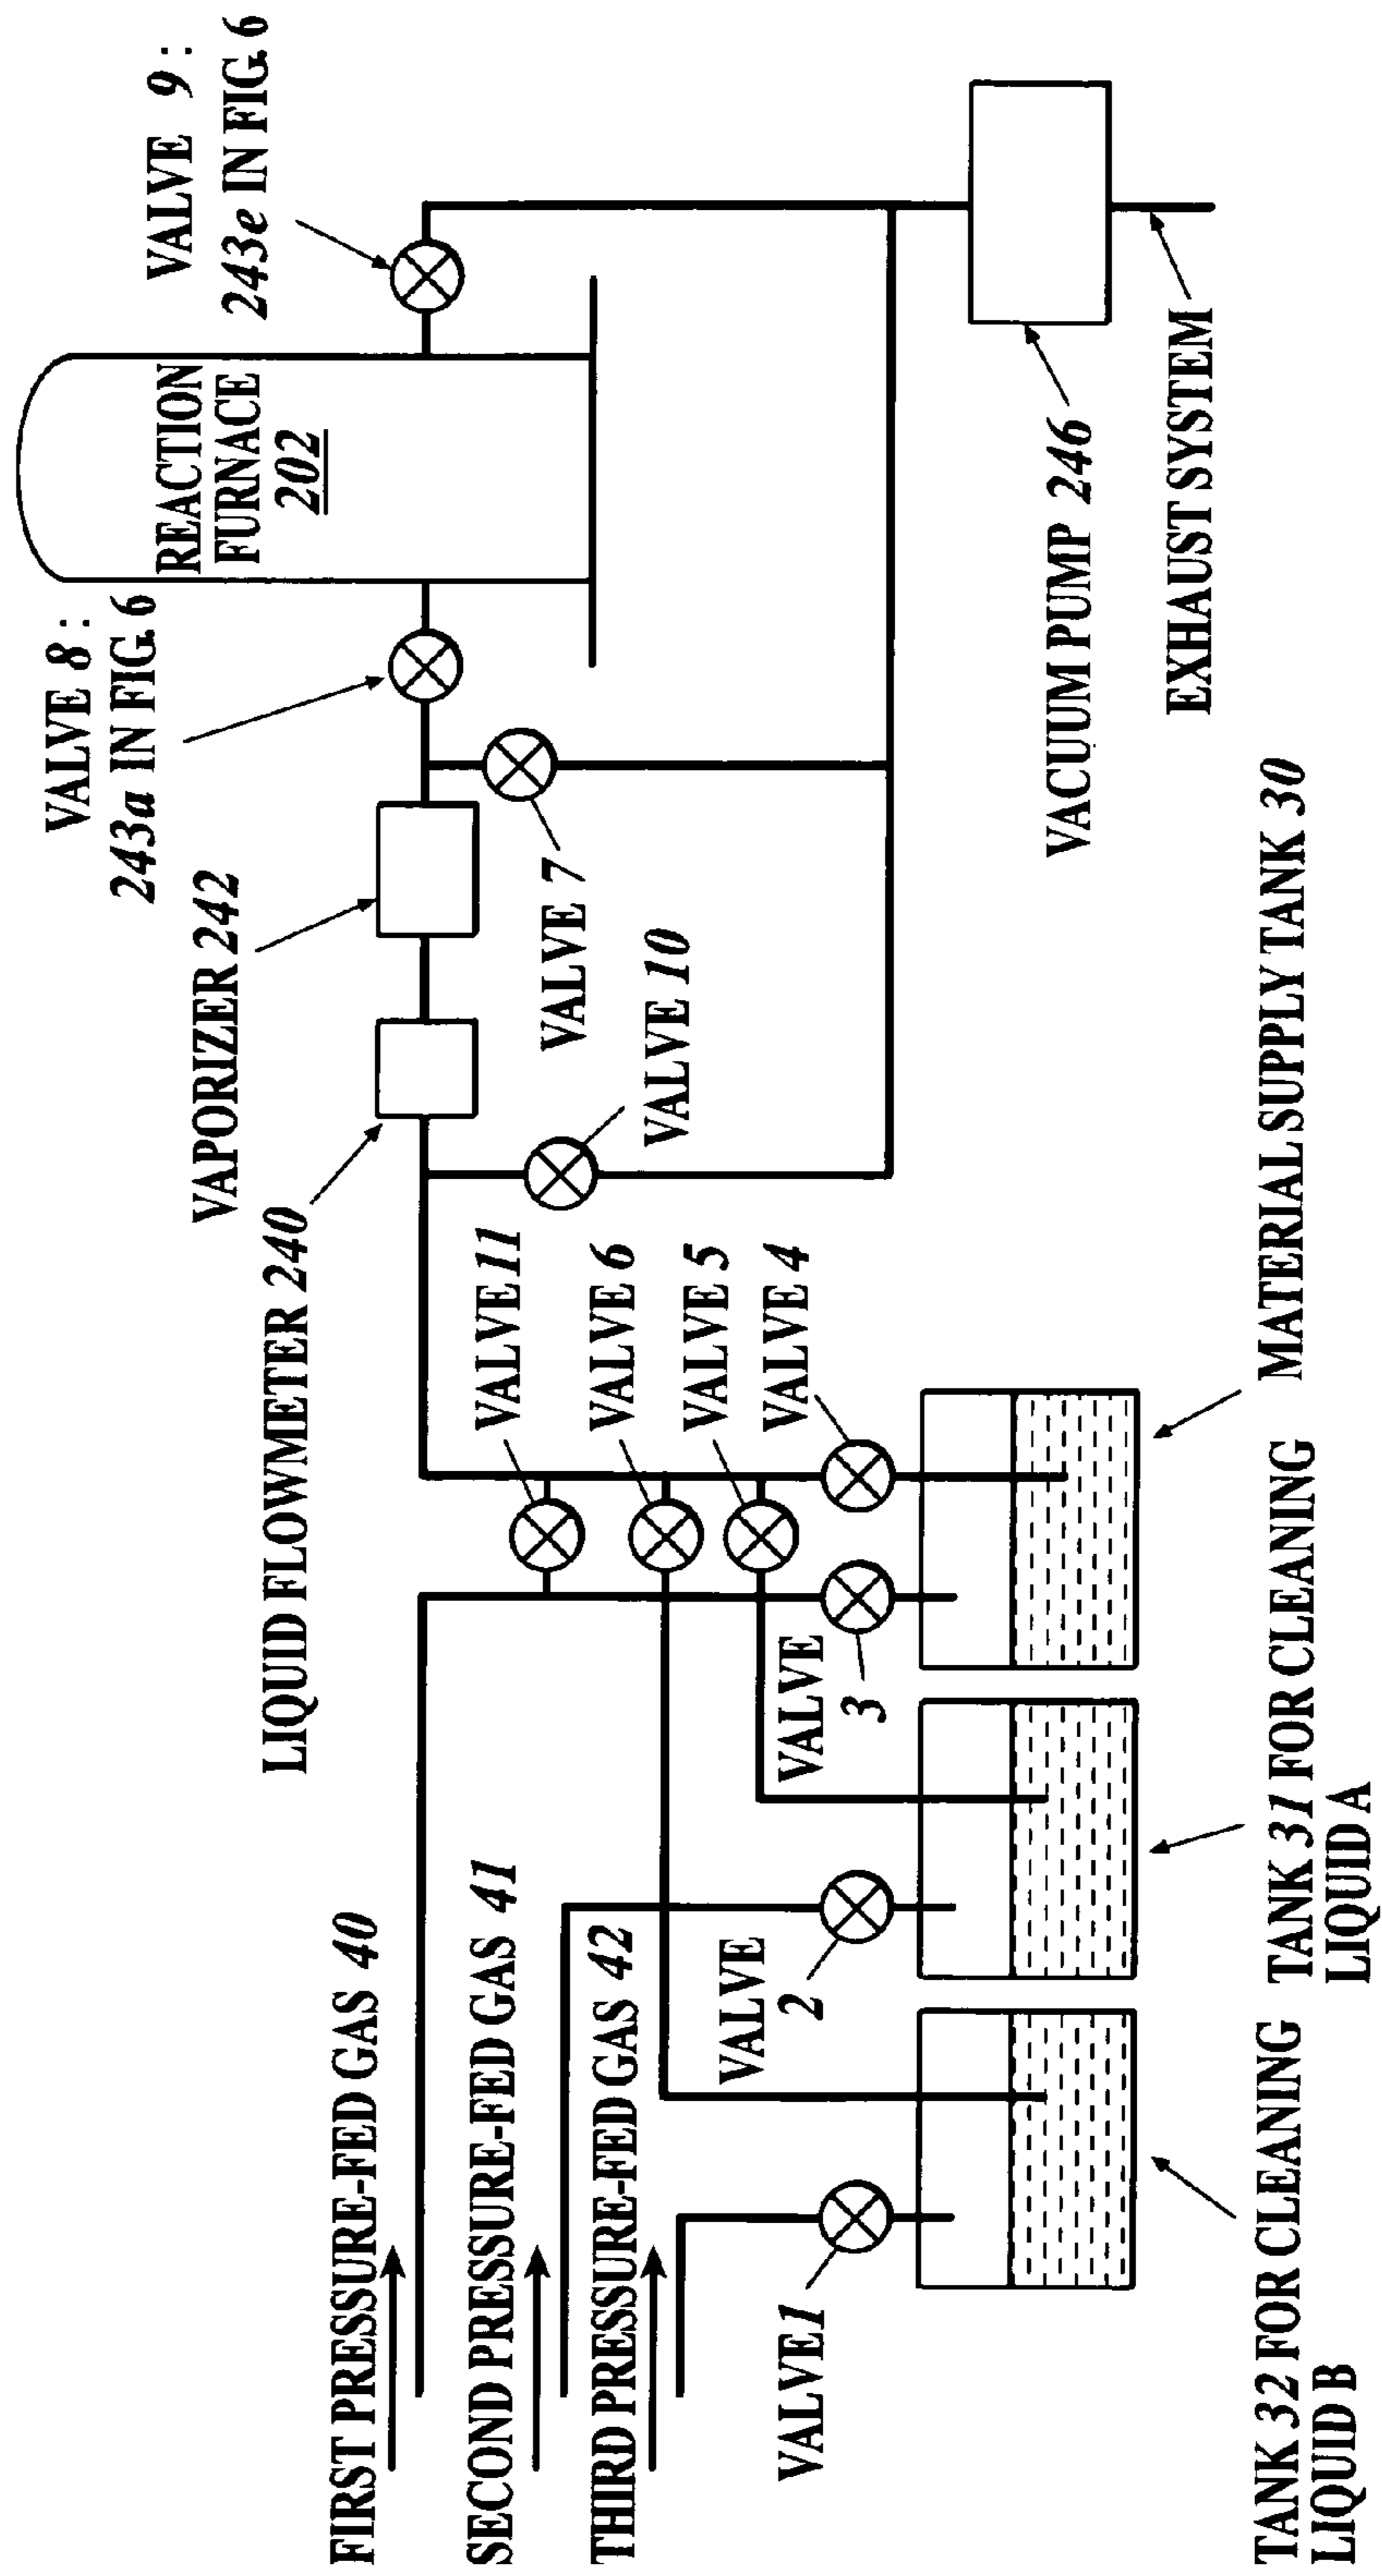 VALVE 9 :
243e IN FIG. 6
VALVE 8 :
243a IN FIG. 6
REACTION
FURNACE
202
VAPORIZER 242
LIQUID FLOWMETER 240
VALVE 7
VALVE 10
VALVE 11
VALVE 6
VALVE 5
VALVE 4
VACUUM PUMP 246
EXHAUST SYSTEM
FIRST PRESSURE-FED GAS 40
SECOND PRESSURE-FED GAS 41
THIRD PRESSURE-FED GAS 42
VALVE
3
VALVE
2
VALVE1
MATERIAL SUPPLY TANK 30
TANK 31 FOR CLEANING
LIQUID A
TANK 32 FOR CLEANING
LIQUID B